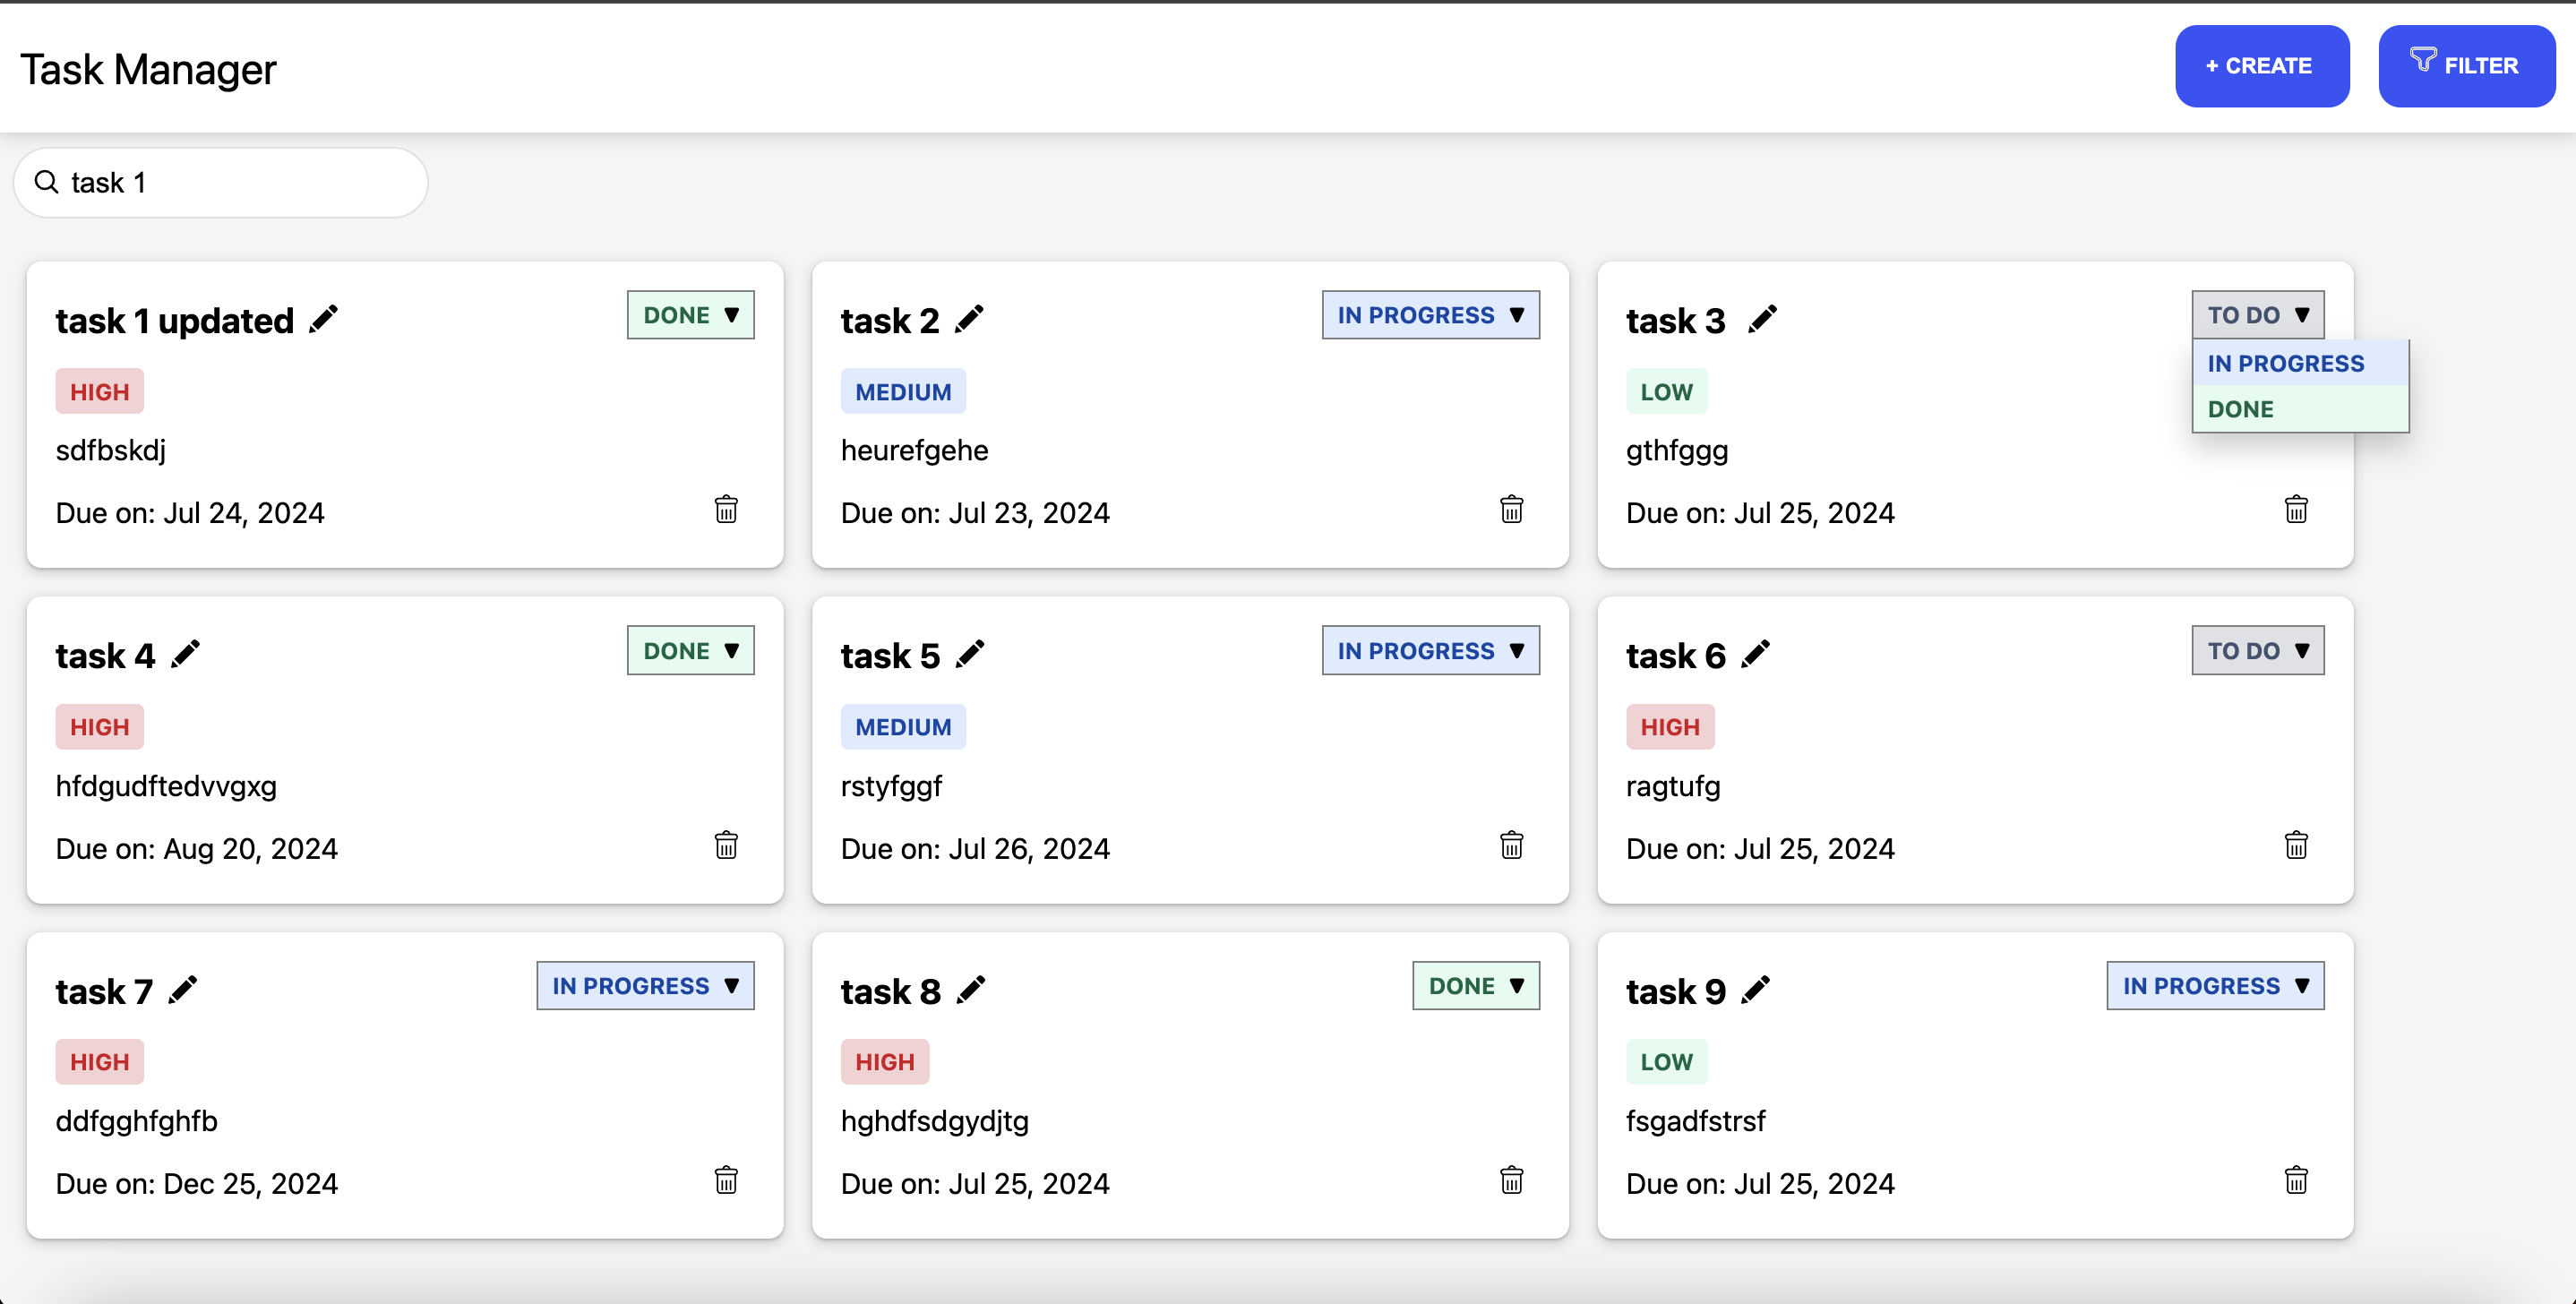 Task Manager
+ CREATE
FILTER
task 1
task 1 updated
DONE
HIGH
sdfbskdj
Due on: Jul 24, 2024
task 2
IN PROGRESS
MEDIUM
heurefgehe
Due on: Jul 23, 2024
task 3
TO DO
IN PROGRESS
DONE
LOW
gthfggg
Due on: Jul 25, 2024
task 4
DONE
HIGH
hfdgudftedvvgxg
Due on: Aug 20, 2024
task 5
IN PROGRESS
MEDIUM
rstyfggf
Due on: Jul 26, 2024
task 6
TO DO
HIGH
ragtufg
Due on: Jul 25, 2024
task 7
IN PROGRESS
HIGH
ddfgghfghfb
Due on: Dec 25, 2024
task 8
DONE
HIGH
hghdfsdgydjtg
Due on: Jul 25, 2024
task 9
IN PROGRESS
LOW
fsgadfstrsf
Due on: Jul 25, 2024